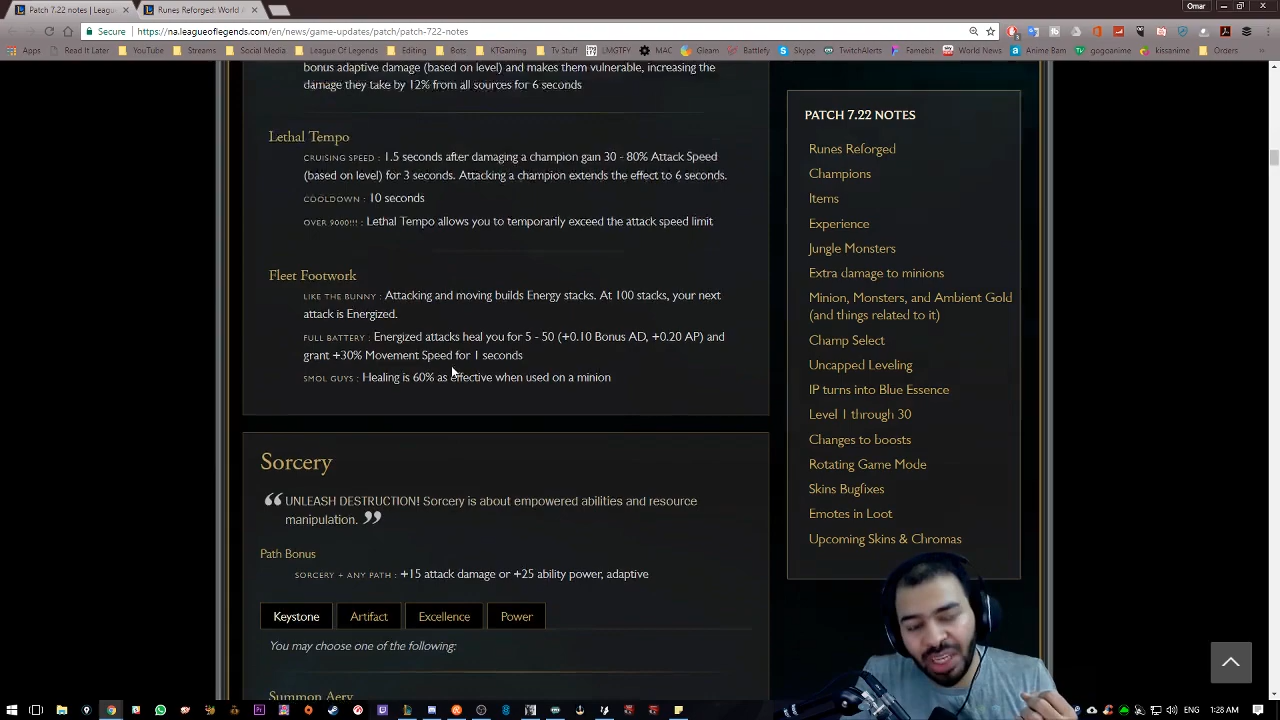 Patch 7.22 notes | Leagu
Runes Reforged: World A
Omar
Secure
https://na.leagueoflegends.com/en/news/game-updates/patch/patch-722-notes
Apps
Read It Later
YouTube
Streams
Social Media
League Of Legends
Editing
Bots
KTGaming
Tv Stuff
LMGTFY
MAC
Glimpse
Battlefy
Skype
TwitchAlerts
Famebit
World News
Anime Bam
gogoanime
kissanime
Orders
bonus adaptive damage (based on level) and makes them vulnerable, increasing the
damage they take by 12% from all sources for 6 seconds
Lethal Tempo
CRUISING SPEED : 1.5 seconds after damaging a champion gain 30 - 80% Attack Speed
(based on level) for 3 seconds. Attacking a champion extends the effect to 6 seconds.
COOLDOWN : 10 seconds
OVER 9000!!! : Lethal Tempo allows you to temporarily exceed the attack speed limit
Fleet Footwork
LIKE THE BUNNY : Attacking and moving builds Energy stacks. At 100 stacks, your next
attack is Energized.
FULL BATTERY : Energized attacks heal you for 5 - 50 (+0.10 Bonus AD, +0.20 AP) and
grant +30% Movement Speed for 1 seconds
SMOL GUYS : Healing is 60% as effective when used on a minion
Sorcery
UNLEASH DESTRUCTION! Sorcery is about empowered abilities and resource
manipulation.
Path Bonus
SORCERY + ANY PATH : +15 attack damage or +25 ability power, adaptive
Keystone
Artifact
Excellence
Power
You may choose one of the following:
Summon Aery
PATCH 7.22 NOTES
Runes Reforged
Champions
Items
Experience
Jungle Monsters
Extra damage to minions
Minion, Monsters, and Ambient Gold
(and things related to it)
Champ Select
Uncapped Leveling
IP turns into Blue Essence
Level 1 through 30
Changes to boosts
Rotating Game Mode
Skins Bugfixes
Emotes in Loot
Upcoming Skins & Chromas
ENG
1:28 AM